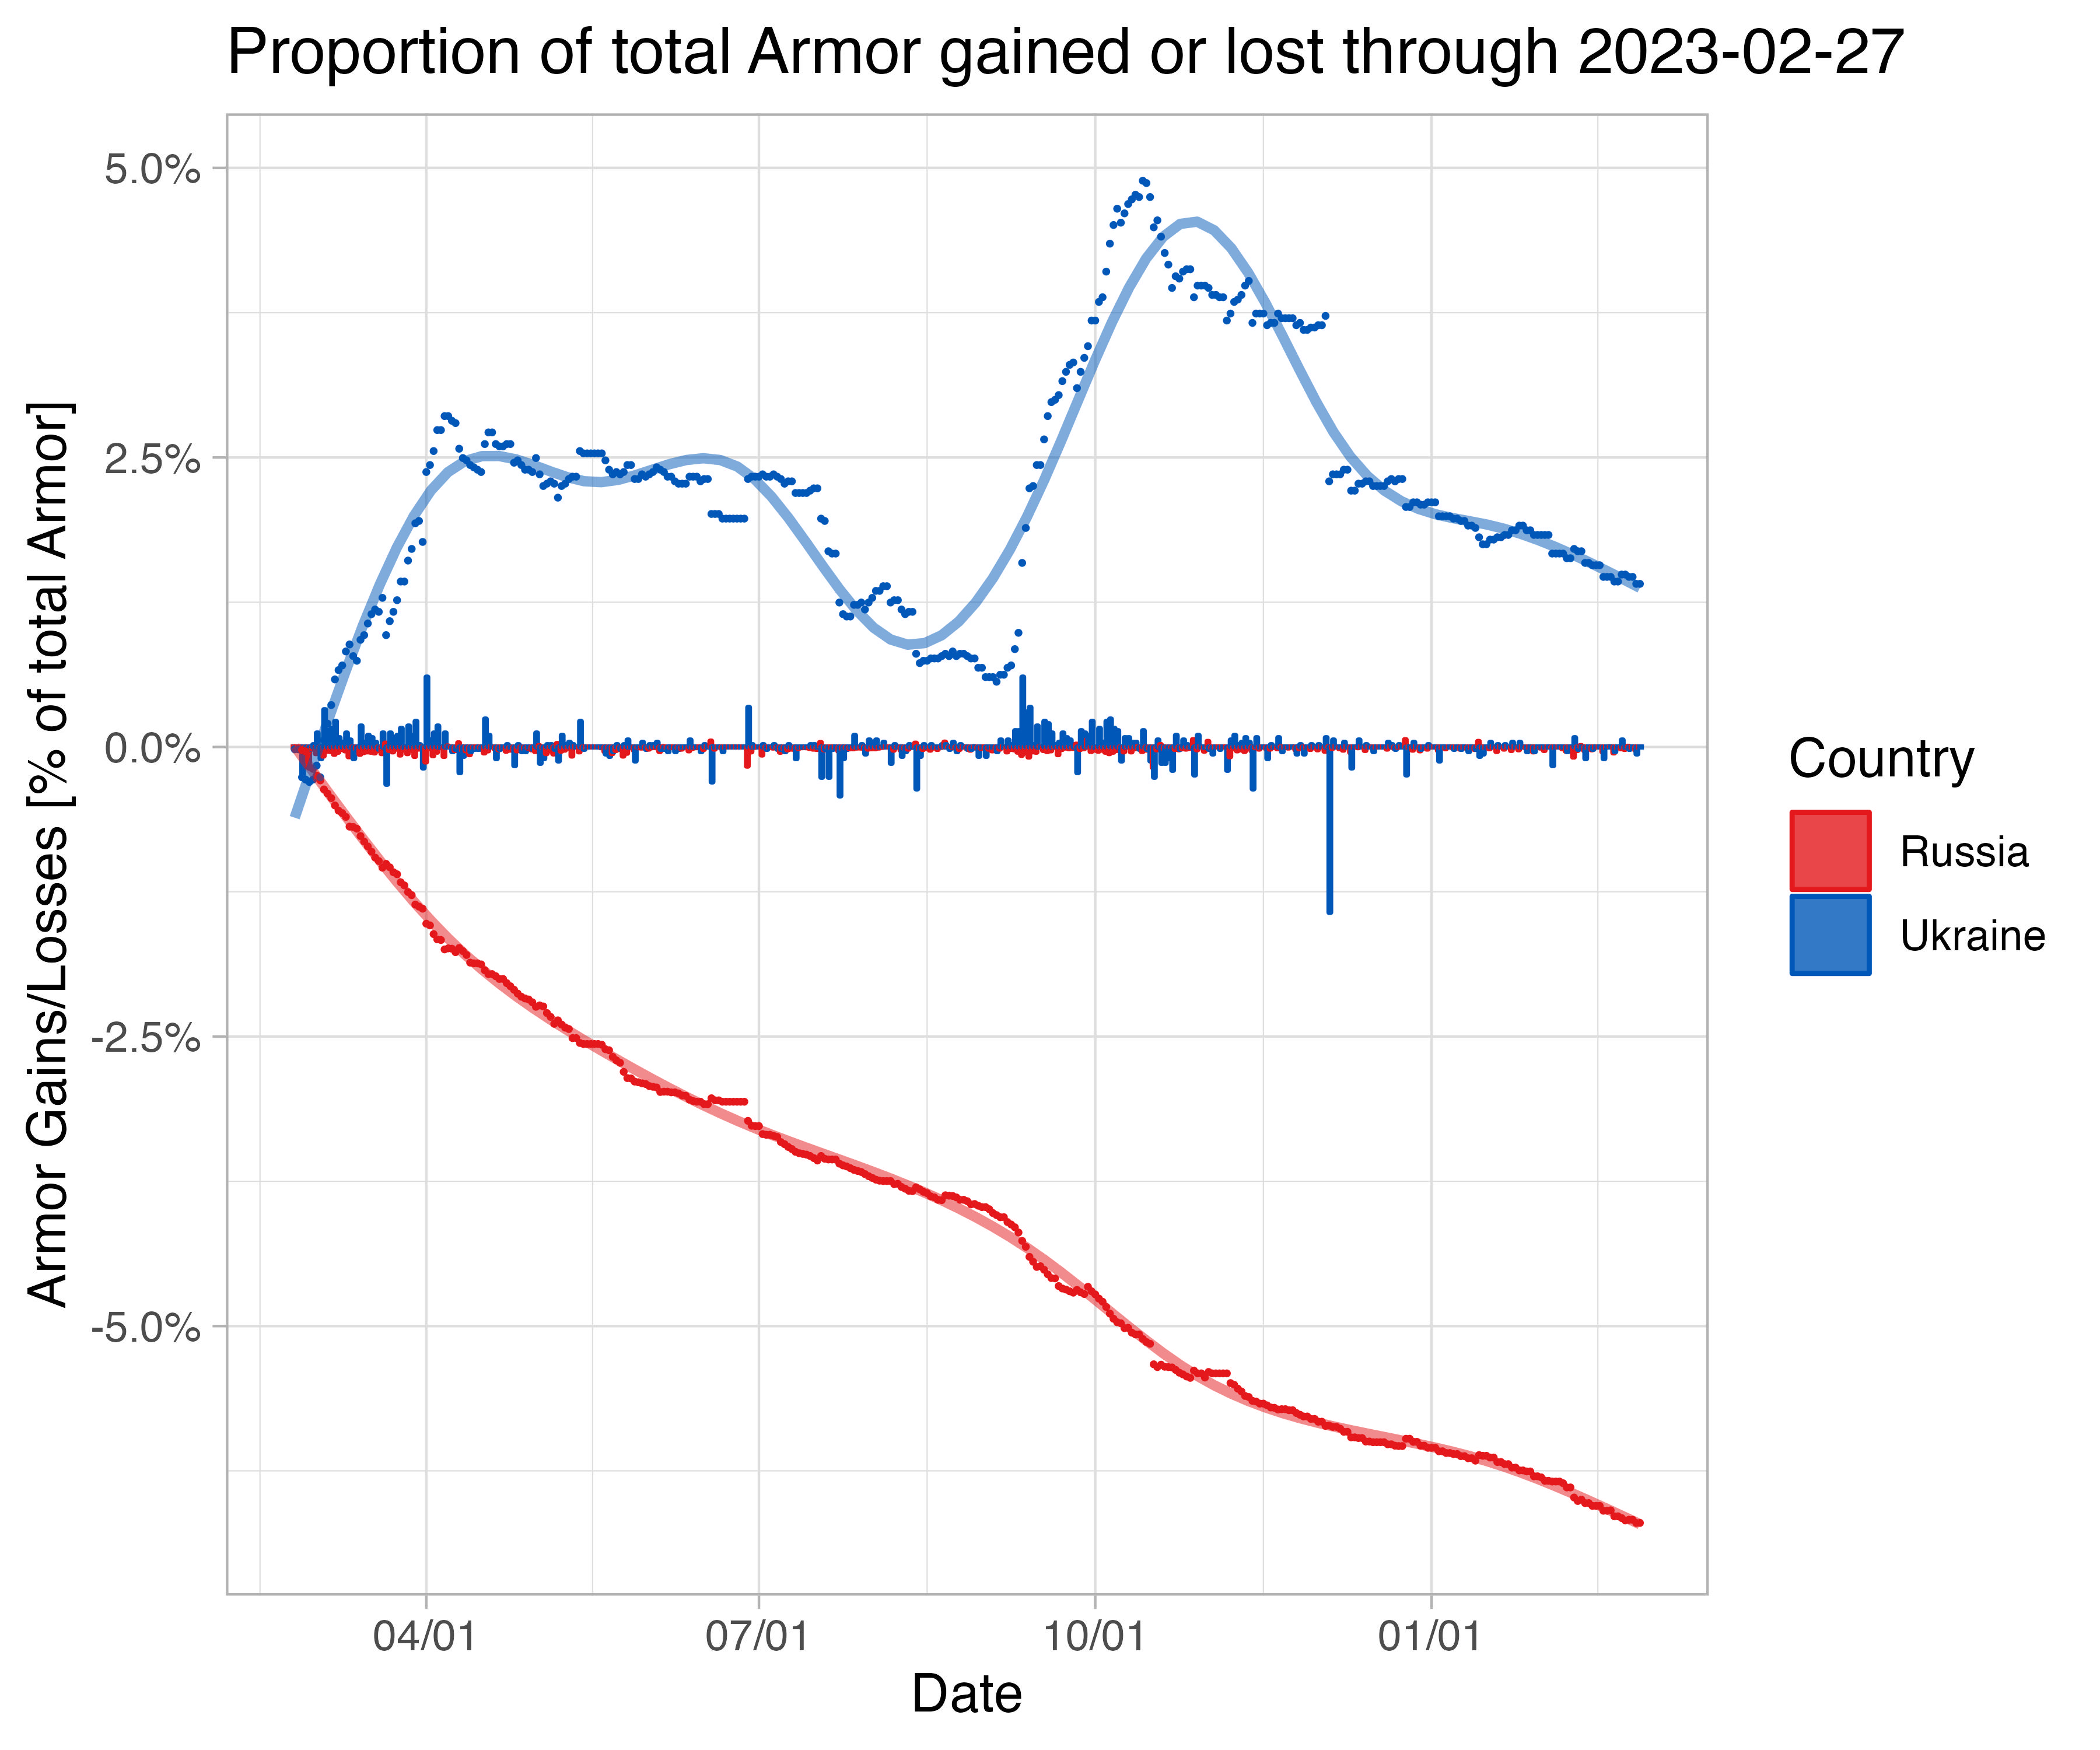 Proportion of total Armor gained or lost through 2023-02-27
Armor Gains/Losses [% of total Armor]
5.0%
2.5%
0.0%
-2.5%
-5.0%
04/01
07/01
10/01
01/01
Date
Country
Russia
Ukraine